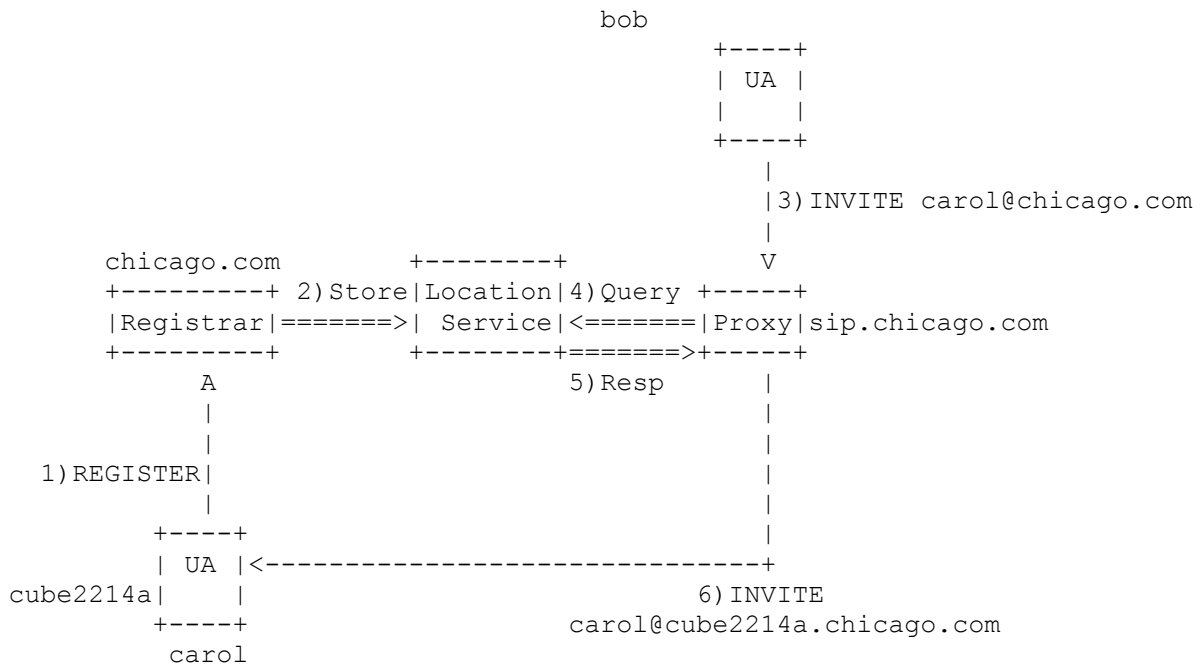 bob
UA
3)INVITE carol@chicago.com
chicago.com
2)Store Location 4)Query
Registrar Service Proxy sip.chicago.com
5)Resp
A
V
1)REGISTER
UA
cube2214a
6)INVITE
carol@cube2214a.chicago.com
carol